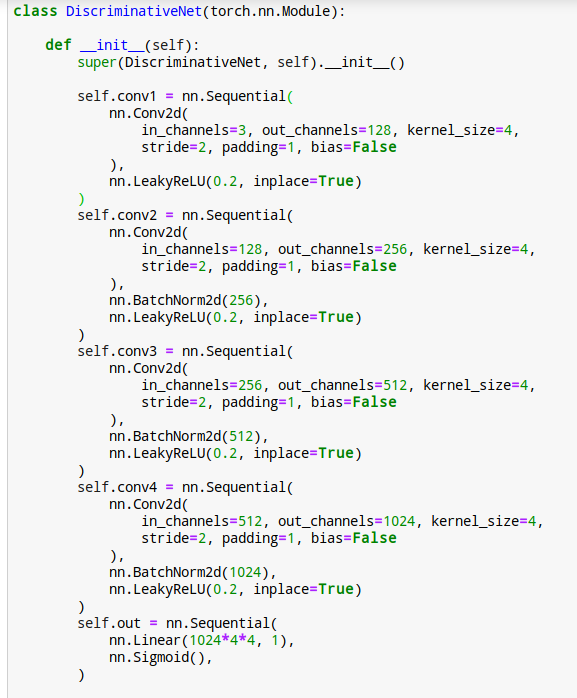 class DiscriminativeNet(torch.nn.Module):
    def __init__(self):
        super(DiscriminativeNet, self).__init__()
        self.conv1 = nn.Sequential(
            nn.Conv2d(
                in_channels=3, out_channels=128, kernel_size=4,
                stride=2, padding=1, bias=False
            ),
            nn.LeakyReLU(0.2, inplace=True)
        )
        self.conv2 = nn.Sequential(
            nn.Conv2d(
                in_channels=128, out_channels=256, kernel_size=4,
                stride=2, padding=1, bias=False
            ),
            nn.BatchNorm2d(256),
            nn.LeakyReLU(0.2, inplace=True)
        )
        self.conv3 = nn.Sequential(
            nn.Conv2d(
                in_channels=256, out_channels=512, kernel_size=4,
                stride=2, padding=1, bias=False
            ),
            nn.BatchNorm2d(512),
            nn.LeakyReLU(0.2, inplace=True)
        )
        self.conv4 = nn.Sequential(
            nn.Conv2d(
                in_channels=512, out_channels=1024, kernel_size=4,
                stride=2, padding=1, bias=False
            ),
            nn.BatchNorm2d(1024),
            nn.LeakyReLU(0.2, inplace=True)
        )
        self.out = nn.Sequential(
            nn.Linear(1024*4*4, 1),
            nn.Sigmoid(),
        )